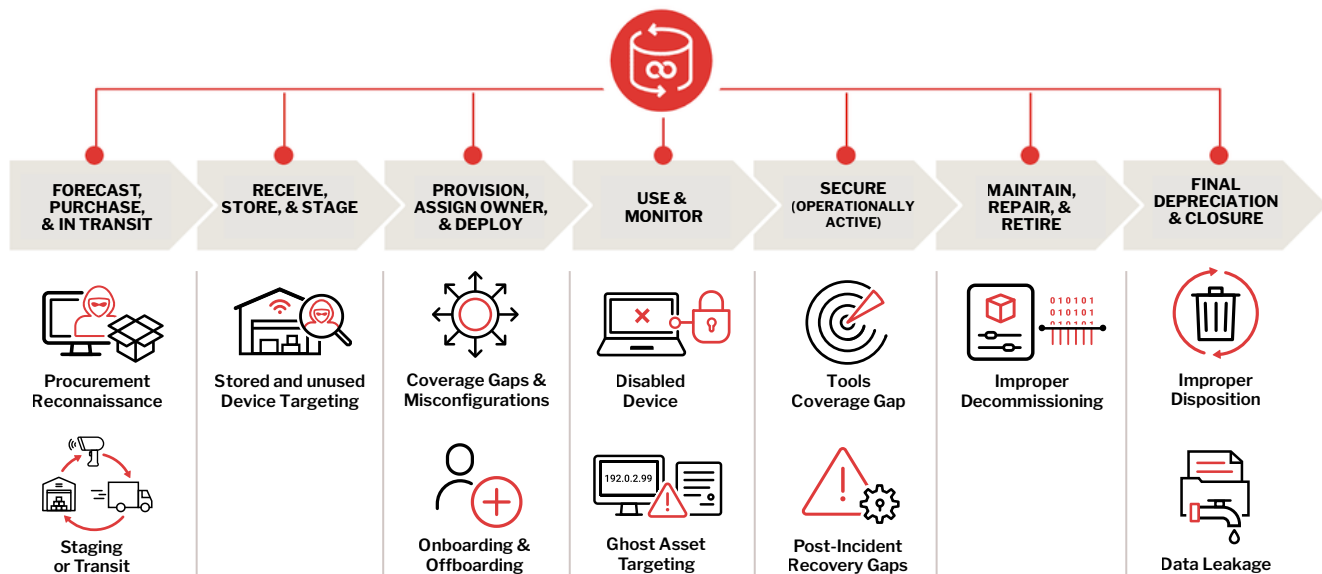 FORECAST,
PURCHASE,
& IN TRANSIT
RECEIVE,
STORE, & STAGE
PROVISION,
ASSIGN OWNER,
& DEPLOY
USE &
MONITOR
SECURE
(OPERATIONALLY
ACTIVE)
MAINTAIN,
REPAIR, &
RETIRE
FINAL
DEPRECIATION
& CLOSURE
Procurement
Reconnaissance
Stored and unused
Device Targeting
Coverage Gaps &
Misconfigurations
Disabled
Device
Tools
Coverage Gap
010101
010101
010101
Improper
Decommissioning
Improper
Disposition
Staging
or Transit
Onboarding &
Offboarding
192.0.2.99
Ghost Asset
Targeting
Post-Incident
Recovery Gaps
Data Leakage